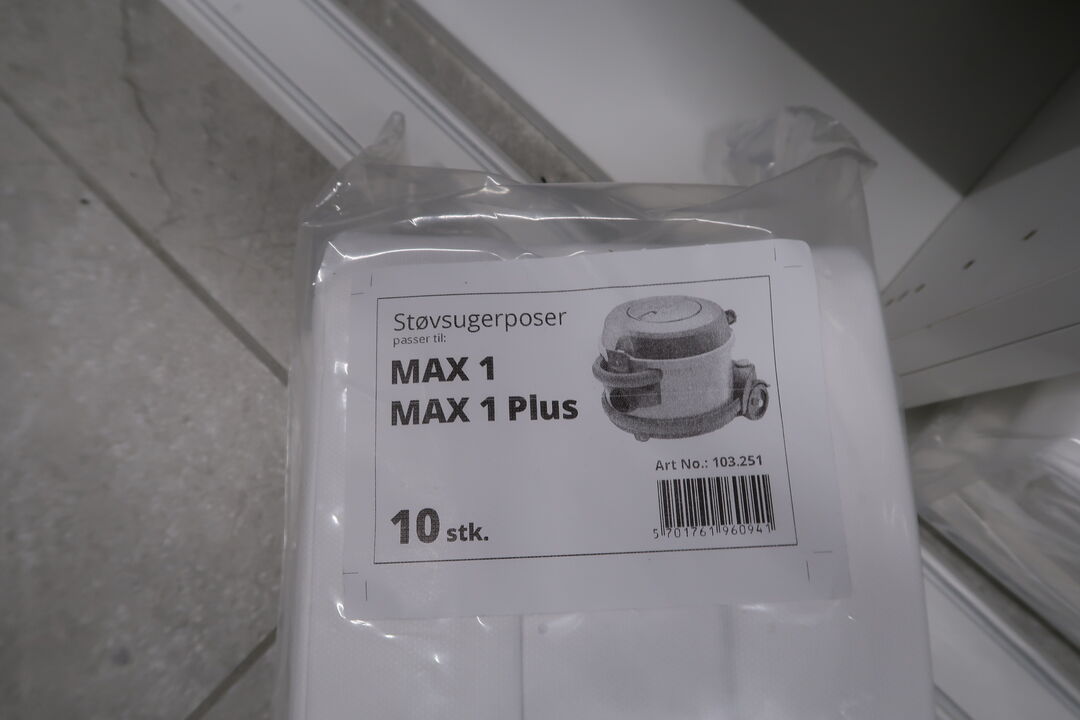 Støvsugerposer
passer til:
MAX 1
MAX 1 Plus
Art No.: 103.251
5 701761 960941
10 stk.